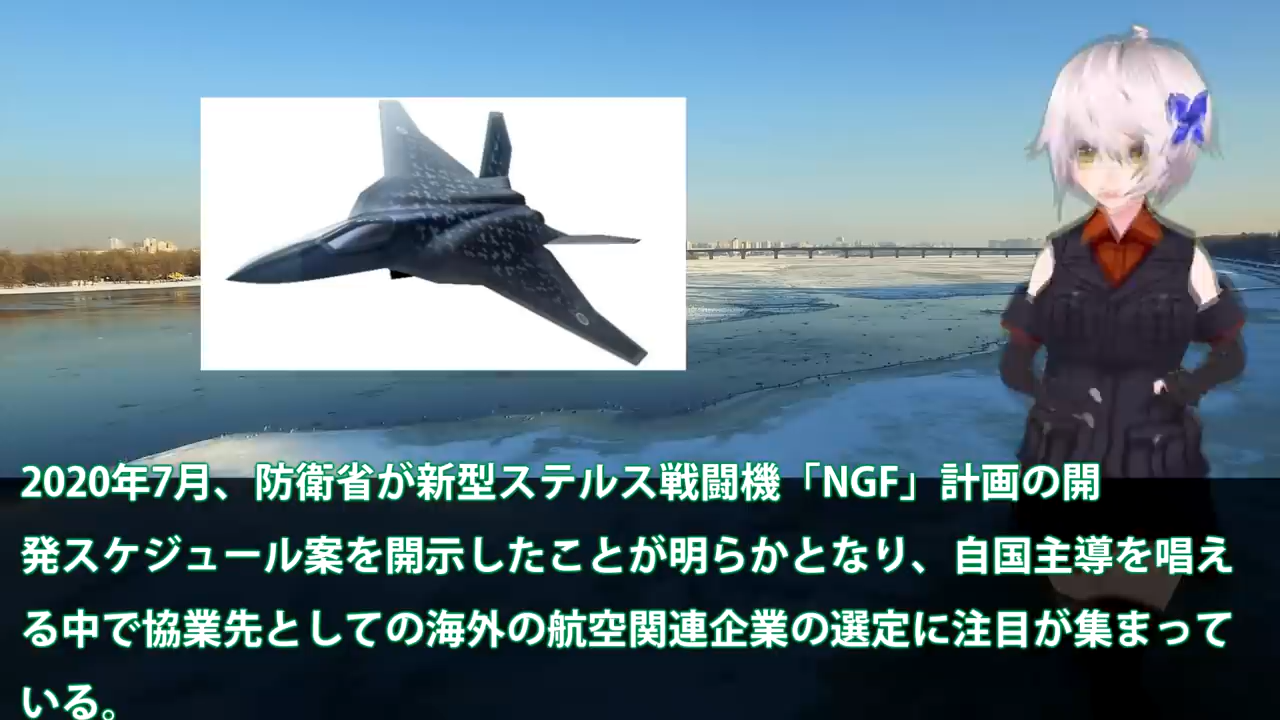 2020年7月、防衛省が新型ステルス戦闘機「NGF」計画の開
発スケジュール案を開示したことが明らかとなり、自国主導を唱え
る中で協業先としての海外の航空関連企業の選定に注目が集まって
いる。